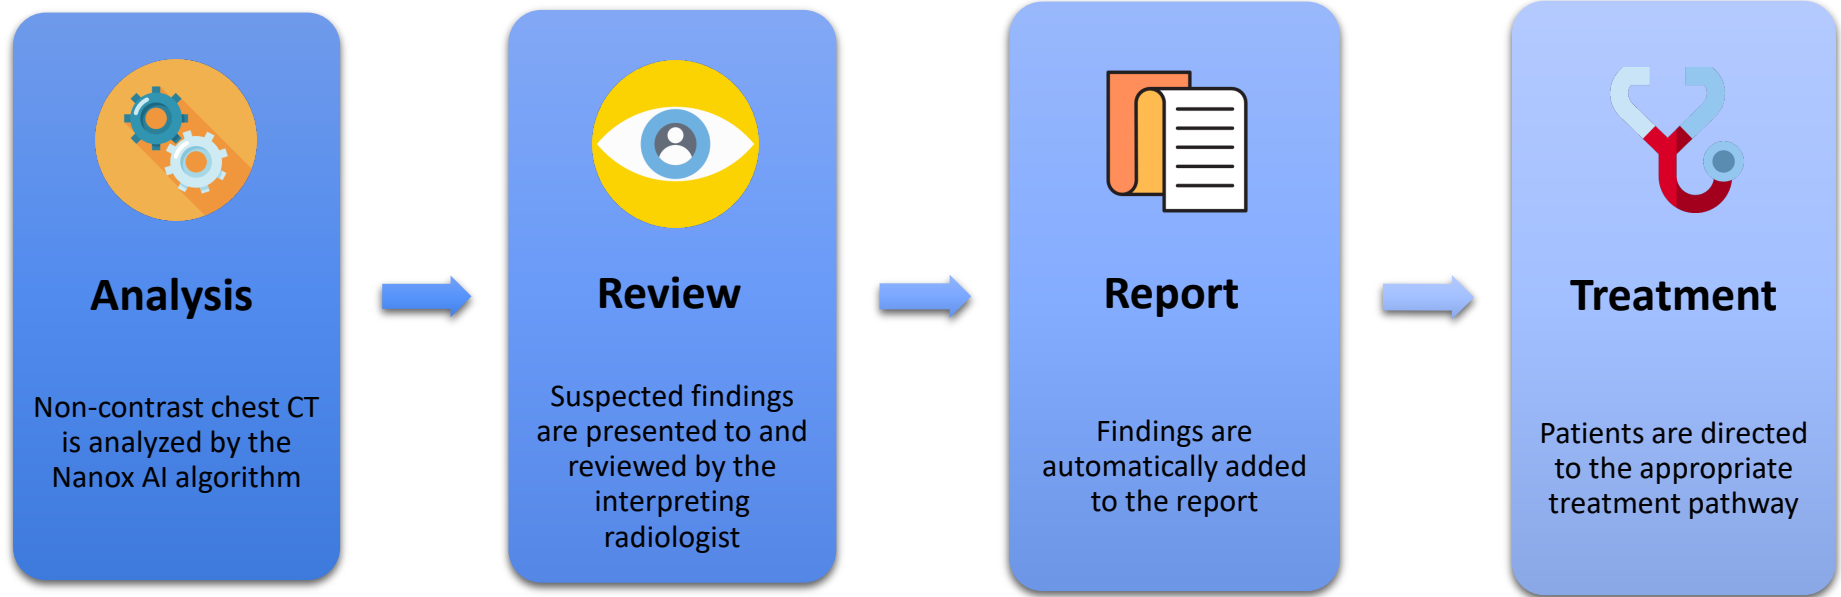 Analysis
Non-contrast chest CT
is analyzed by the
Nanox AI algorithm
Review
Suspected findings
are presented to and
reviewed by the
interpreting
radiologist
Report
Findings are
automatically added
to the report
Treatment
Patients are directed
to the appropriate
treatment pathway